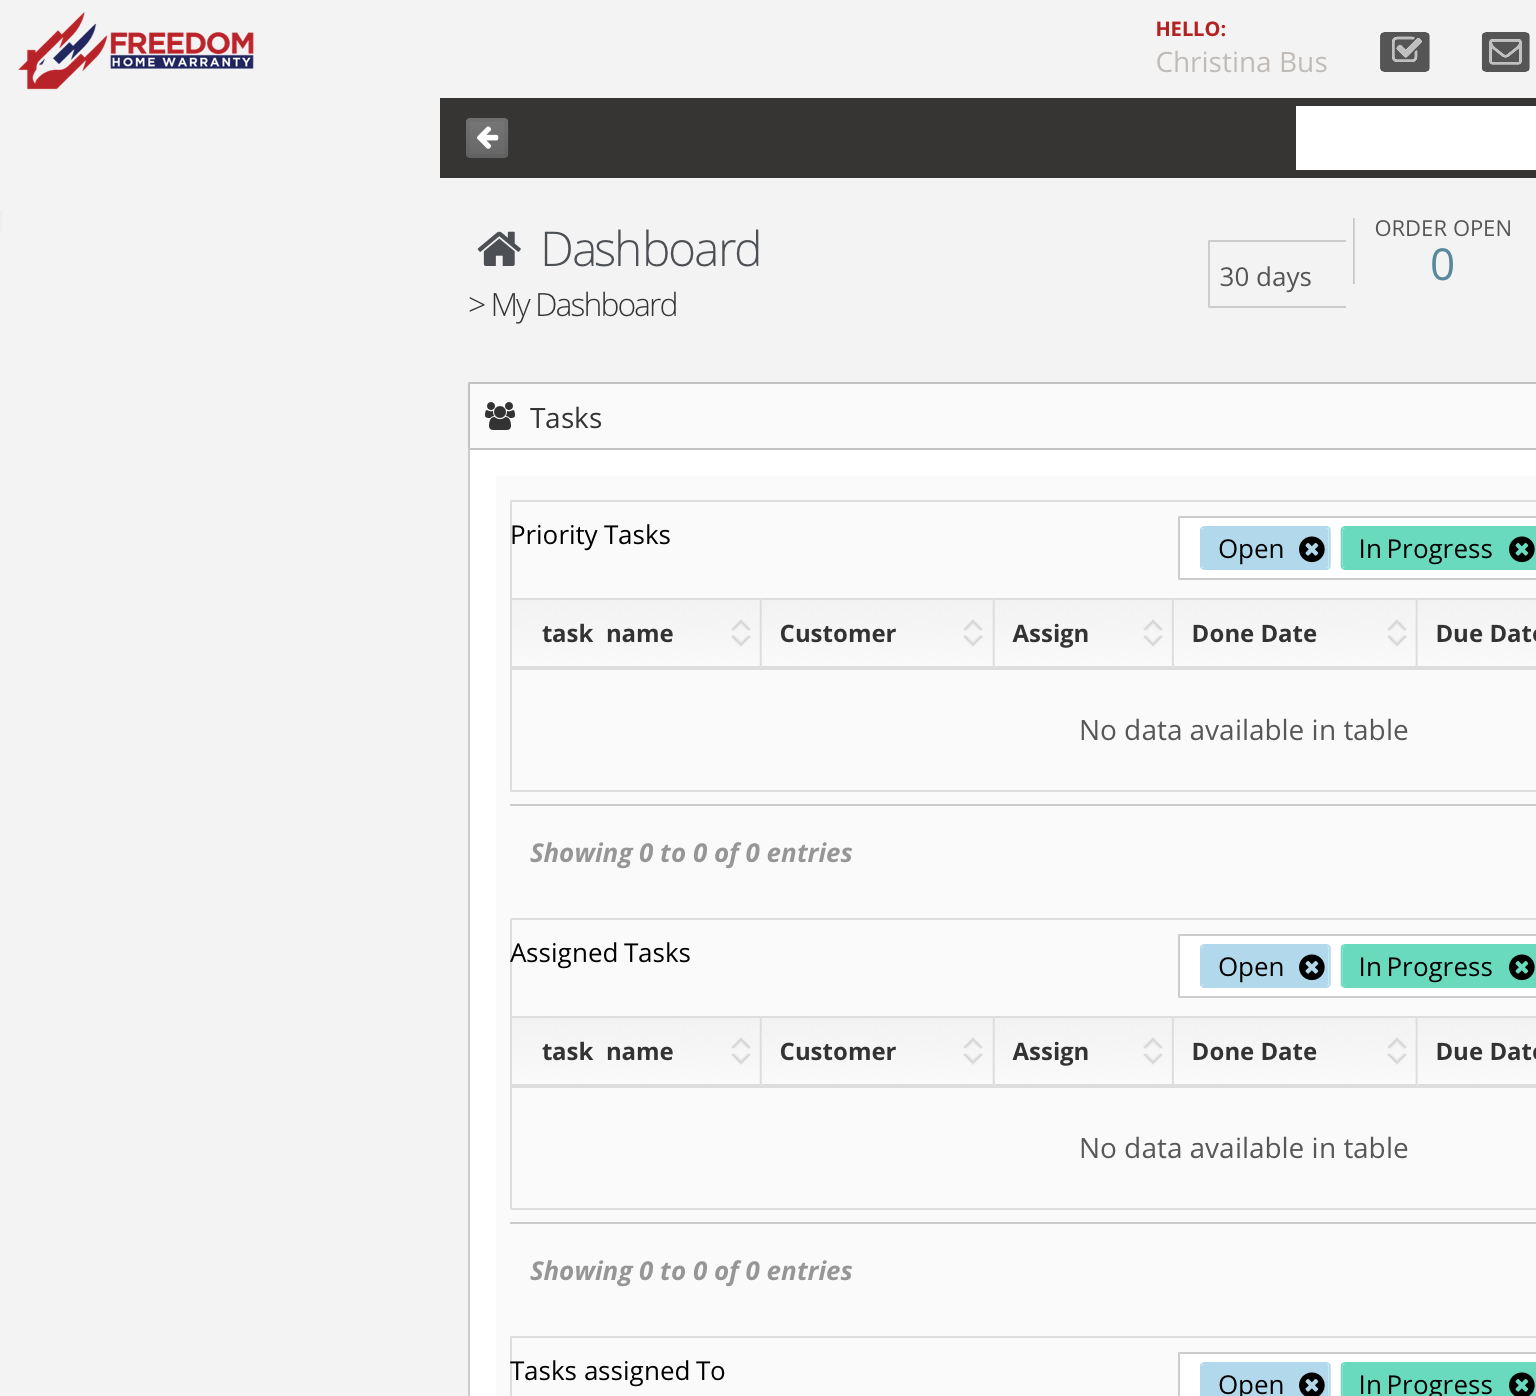 FREEDOM
HOME WARRANTY
HELLO:
Christina Bus
Dashboard
> My Dashboard
30 days
ORDER OPEN
0
Tasks
Priority Tasks
Open
In Progress
task name Customer Assign Done Date Due Date
No data available in table
Showing 0 to 0 of 0 entries
Assigned Tasks
Open
In Progress
task name Customer Assign Done Date Due Date
No data available in table
Showing 0 to 0 of 0 entries
Tasks assigned To
Open
In Progress